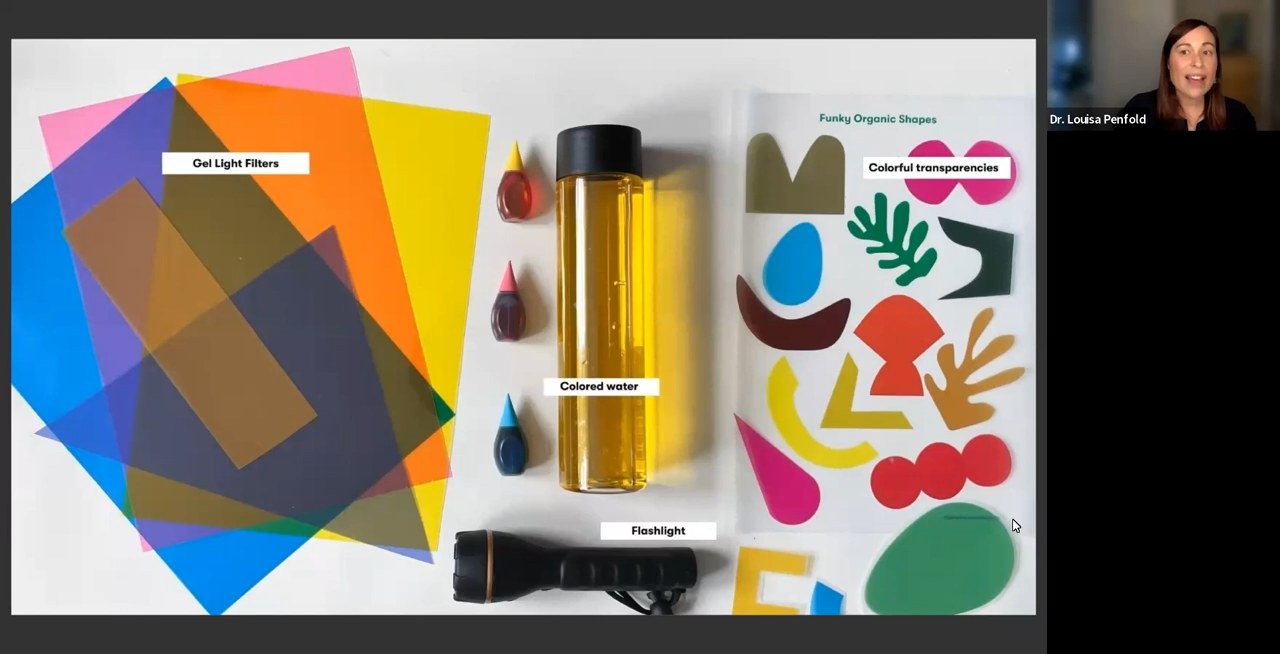 Gel Light Filters
Colored water
Flashlight
Funky Organic Shapes
Colorful transparencies
Dr. Louisa Penfold